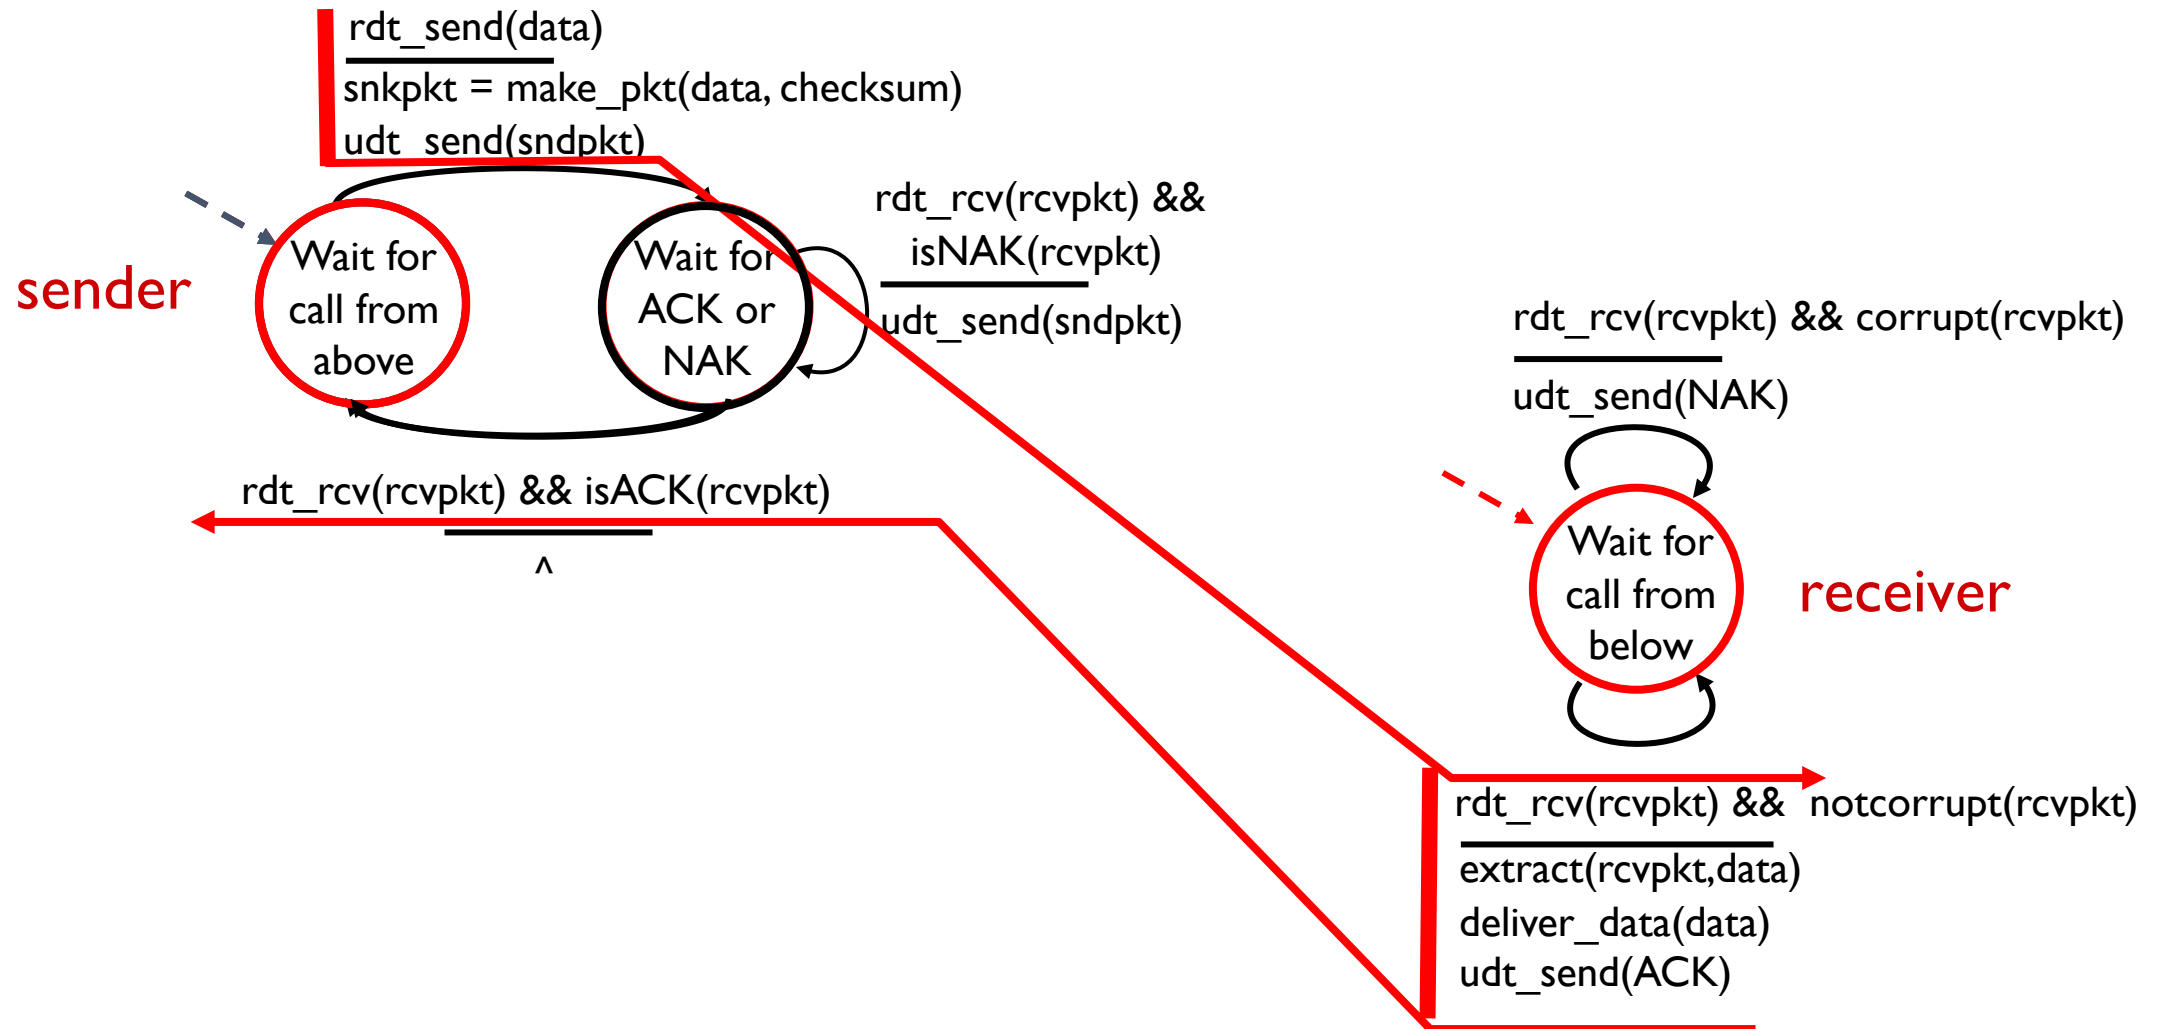 rdt_send(data)
snkpkt = make_pkt(data, checksum)
udt_send(sndpkt)
sender
Wait for
call from
above
Wait for
ACK or
NAK
rdt_rcv(rcvpkt) &&
isNAK(rcvpkt)
udt_send(sndpkt)
rdt_rcv(rcvpkt) && isACK(rcvpkt)
^
rdt_rcv(rcvpkt) && corrupt(rcvpkt)
udt_send(NAK)
Wait for
call from
below
receiver
rdt_rcv(rcvpkt) && notcorrupt(rcvpkt)
extract(rcvpkt,data)
deliver_data(data)
udt_send(ACK)